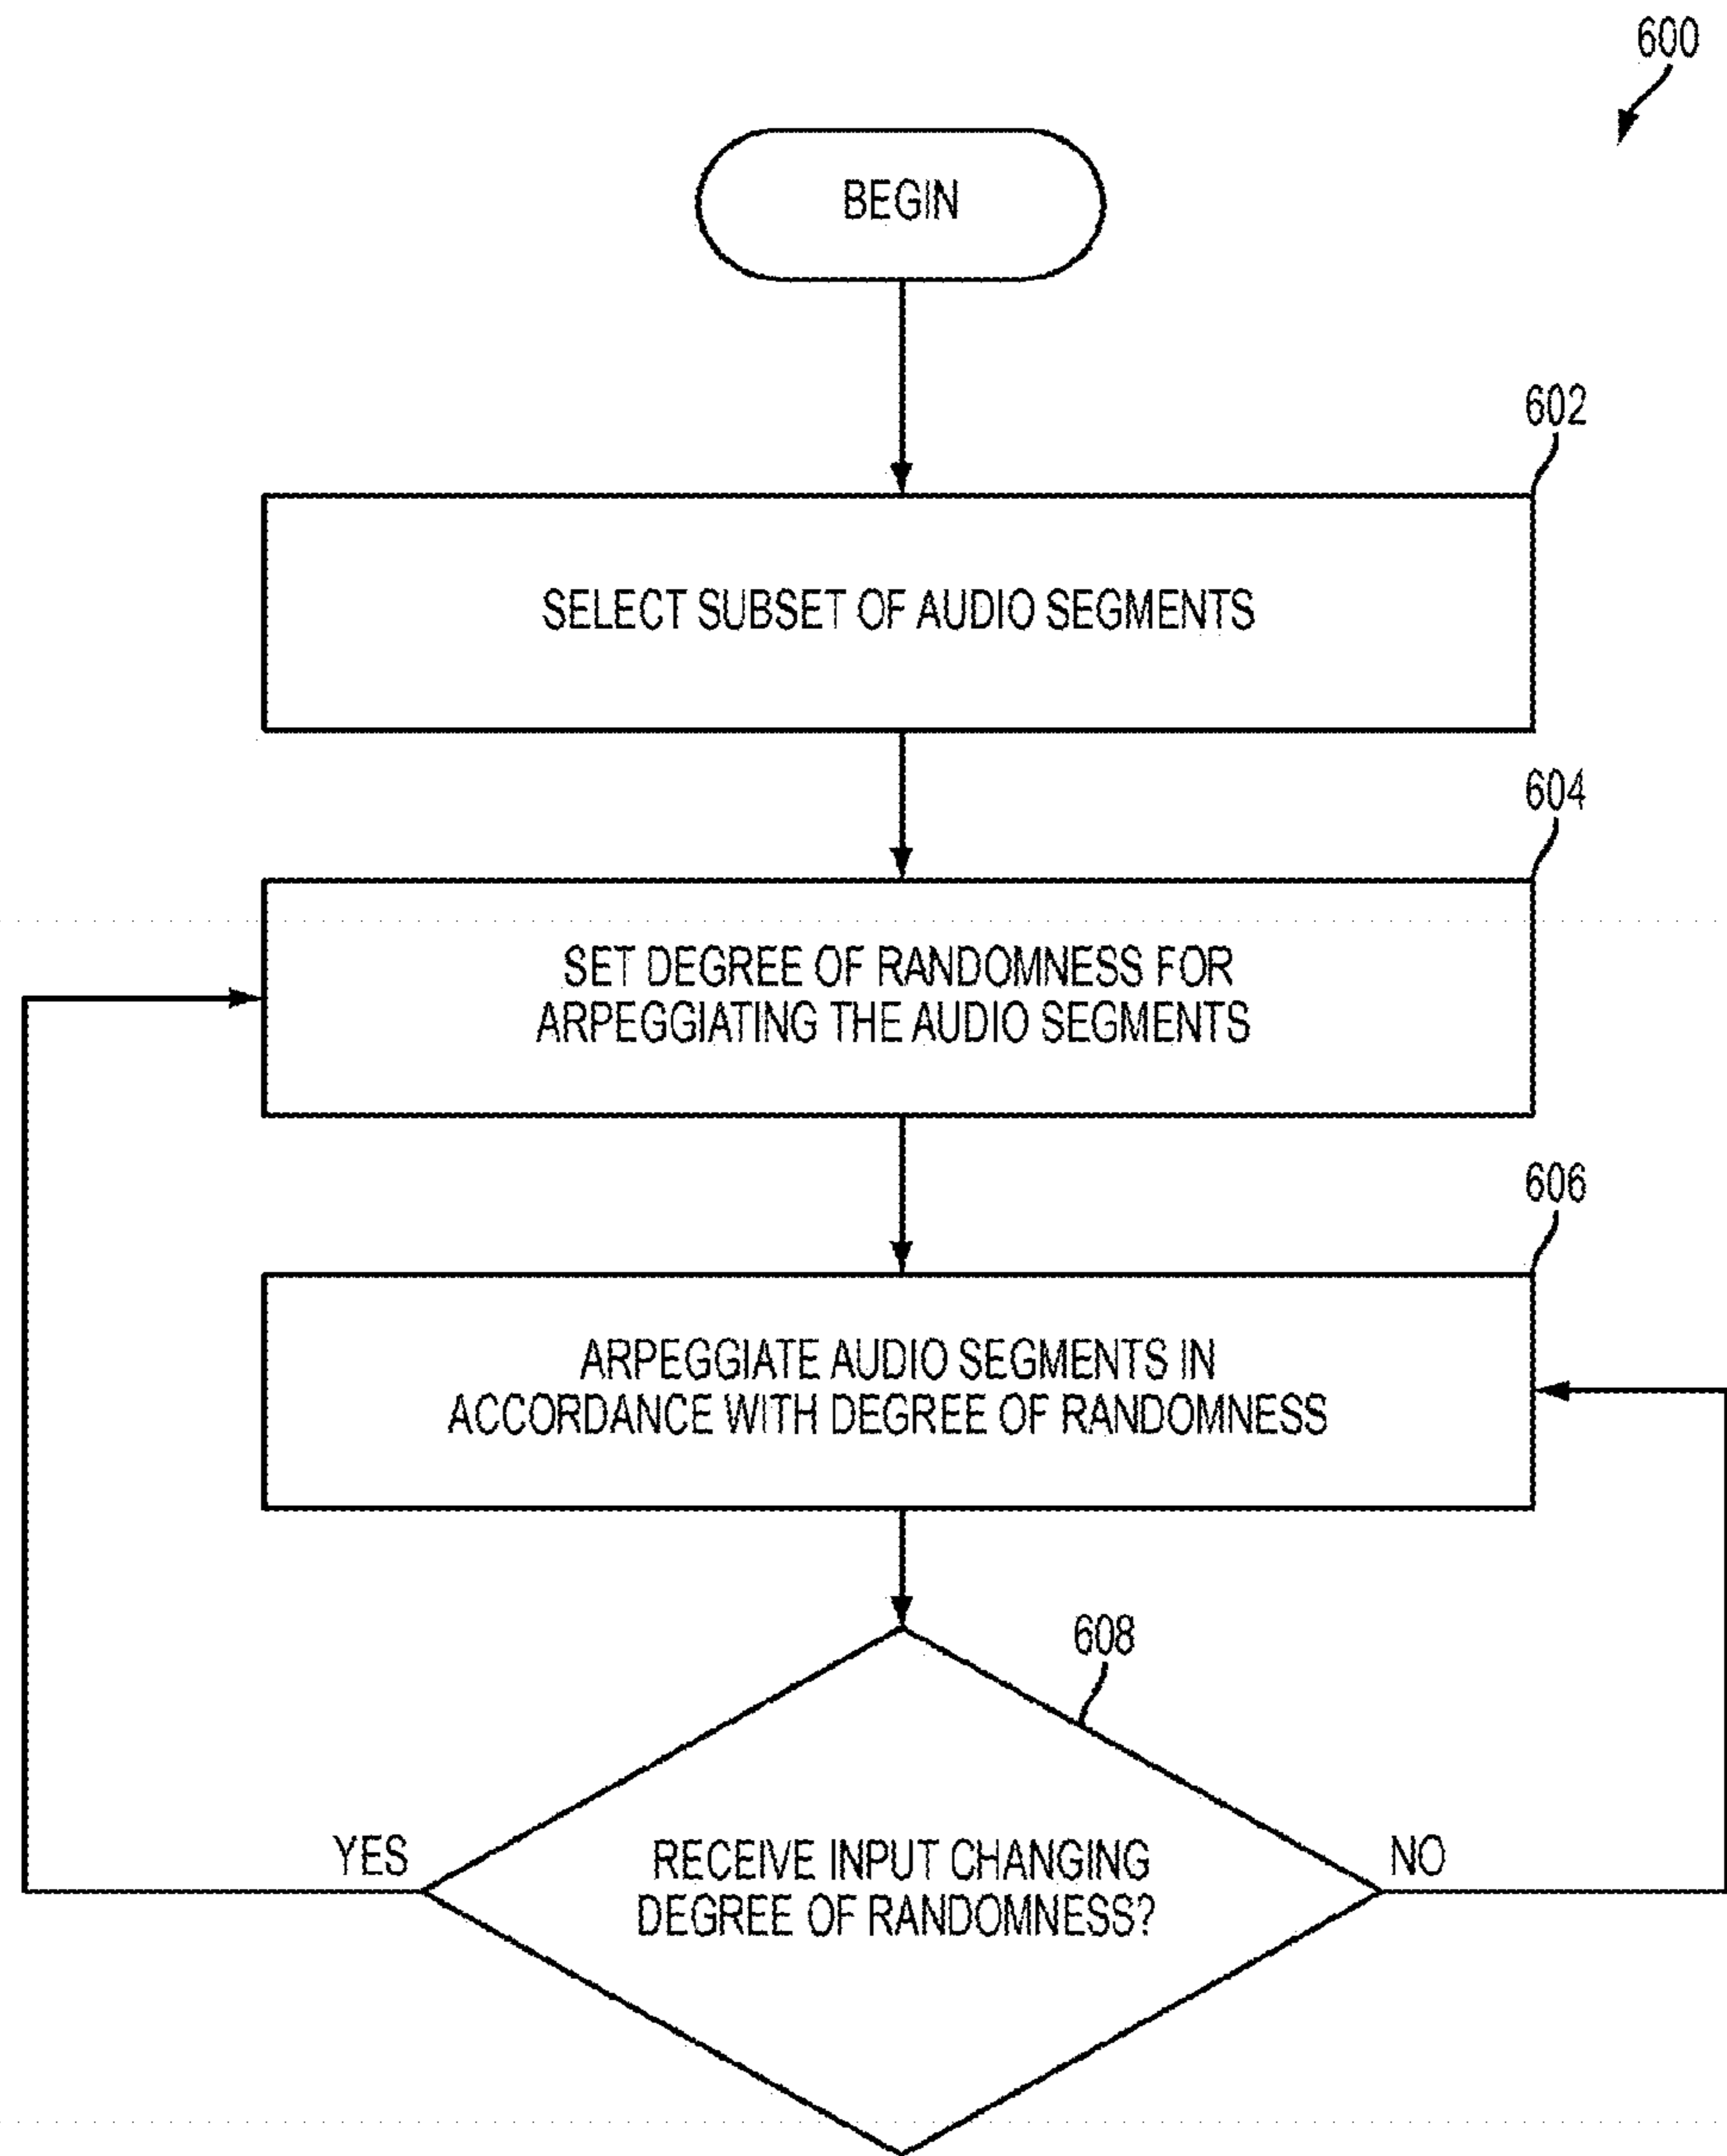 600
BEGIN
602
SELECT SUBSET OF AUDIO SEGMENTS
604
SET DEGREE OF RANDOMNESS FOR
ARPEGGIATING THE AUDIO SEGMENTS
606
ARPEGGIATE AUDIO SEGMENTS IN
ACCORDANCE WITH DEGREE OF RANDOMNESS
608
YES
RECEIVE INPUT CHANGING
DEGREE OF RANDOMNESS?
NO